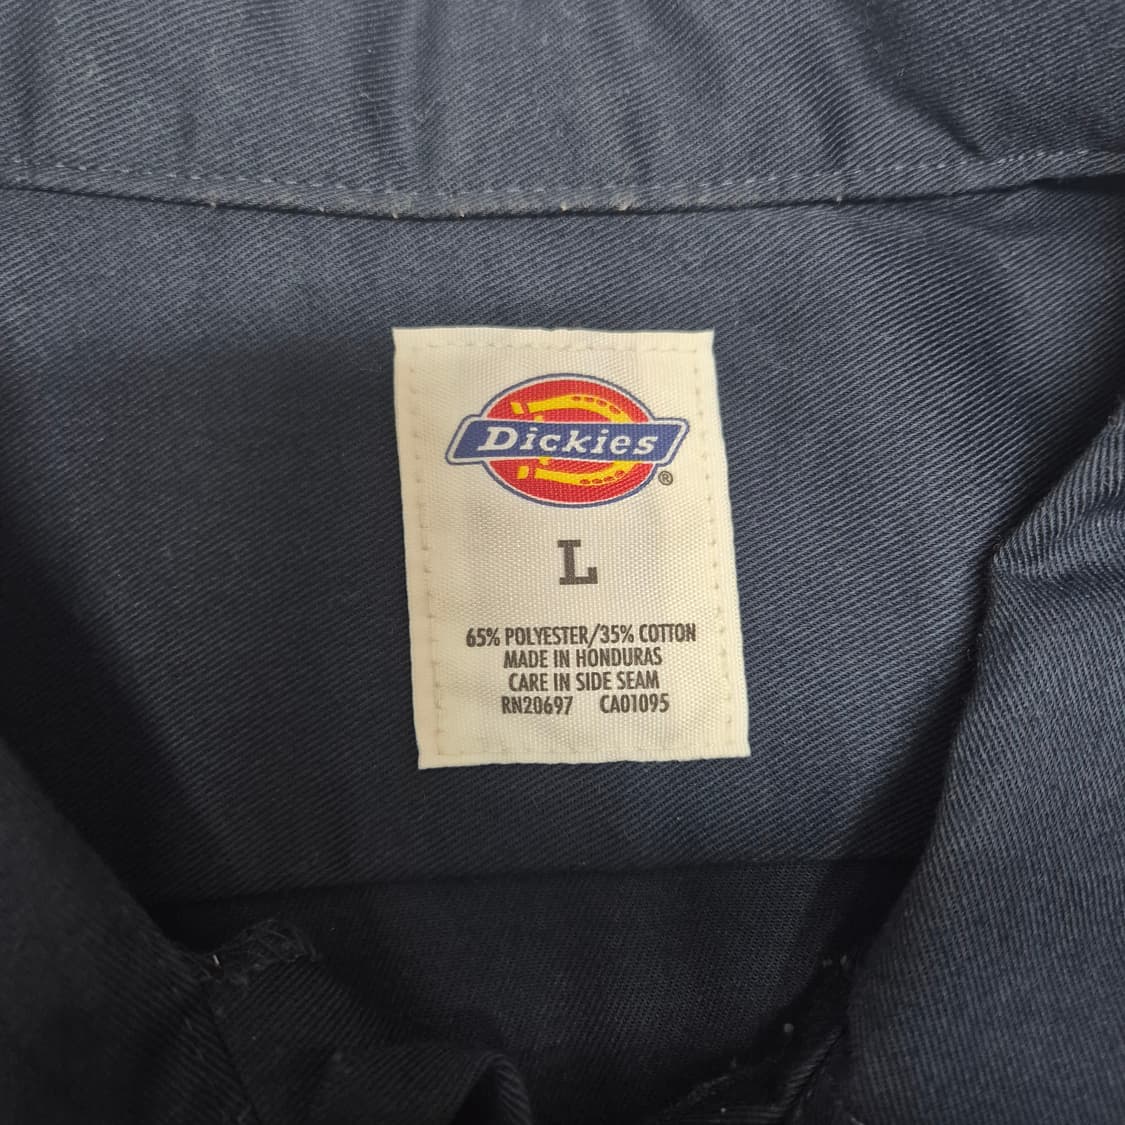 Dickies®
L
65% POLYESTER/35% COTTON
MADE IN HONDURAS
CARE IN SIDE SEAM
RN20697 CA01095